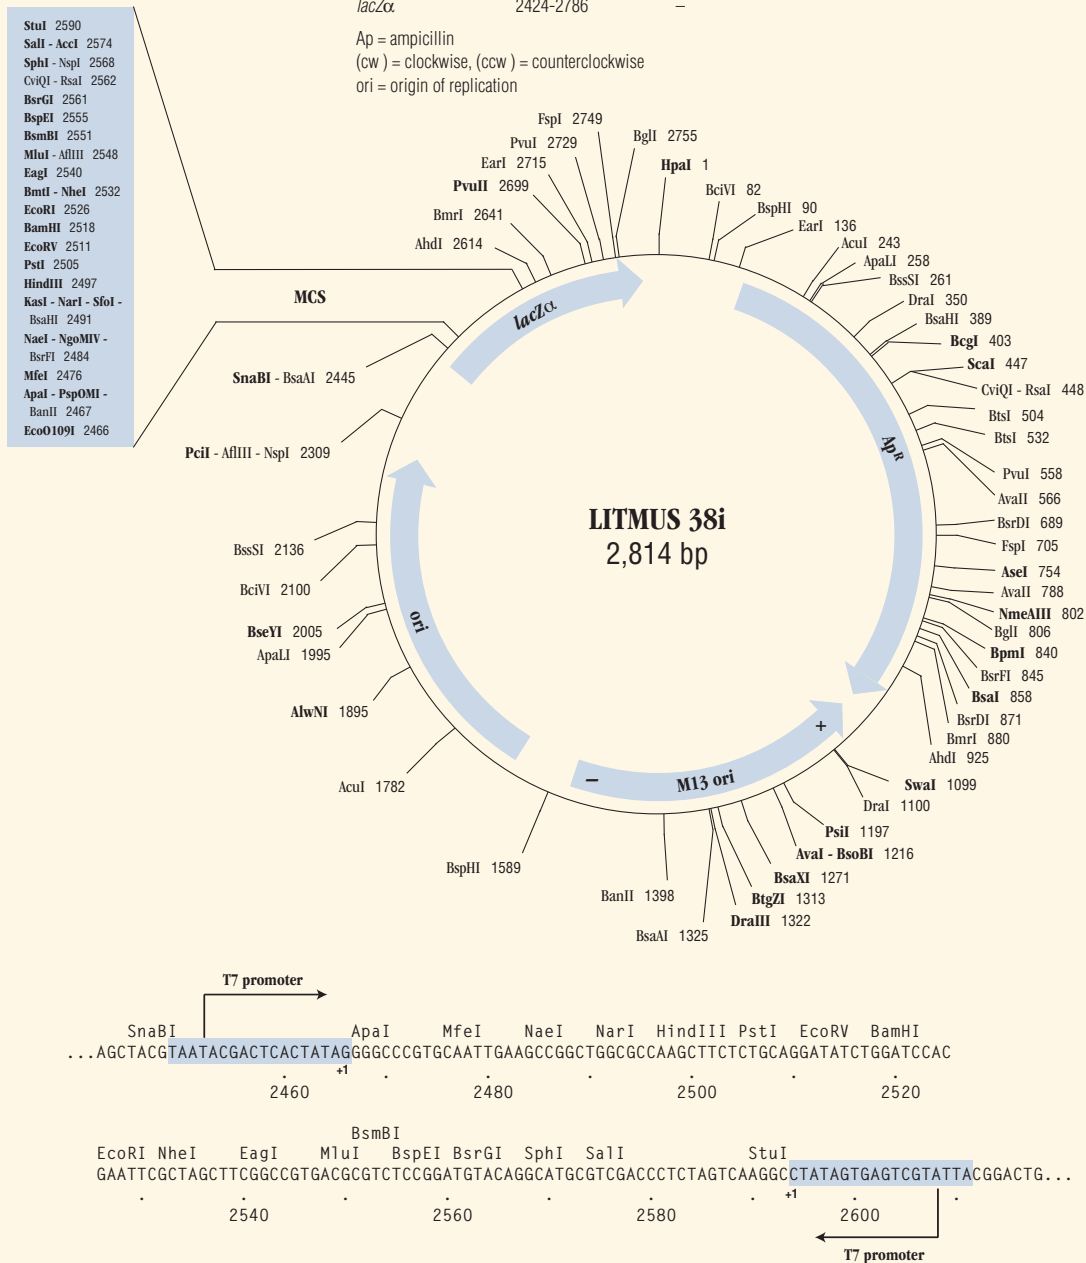 lacZα 2424-2786 –
Ap = ampicillin
(cw ) = clockwise, (ccw ) = counterclockwise
ori = origin of replication
StuI 2590
SalI - AccI 2574
SphI - NspI 2568
CviQI - RsaI 2562
BsrGI 2561
BspEI 2555
BsmBI 2551
MluI - AflIII 2548
EagI 2540
BmtI - NheI 2532
EcoRI 2526
BamHI 2518
EcoRV 2511
PstI 2505
HindIII 2497
KasI - NarI - SfoI -
BsaHI 2491
NaeI - NgoMIV -
BsrFI 2484
MfeI 2476
ApaI - PspOMI -
BanII 2467
EcoO109I 2466
MCS
FspI 2749
PvuI 2729
EarI 2715
PvuII 2699
BmrI 2641
AhdI 2614
SnaBI - BsaAI 2445
PciI - AflIII - NspI 2309
BssSI 2136
BciVI 2100
BseYI 2005
ApaLI 1995
AlwNI 1895
AcuI 1782
BspHI 1589
BglI 2755
HpaI 1
BciVI 82
BspHI 90
EarI 136
AcuI 243
ApaLI 258
BssSI 261
DraI 350
BsaHI 389
BcgI 403
ScaI 447
CviQI - RsaI 448
BtsI 504
BtsI 532
PvuI 558
AvaII 566
BsrDI 689
FspI 705
AseI 754
AvaII 788
NmeAIII 802
BglI 806
BpmI 840
BsrFI 845
BsaI 858
BsrDI 871
BmrI 880
AhdI 925
SwaI 1099
DraI 1100
PsiI 1197
AvaI - BsoBI 1216
BsaXI 1271
BtgZI 1313
DraIII 1322
BsaAI 1325
BanII 1398
lacZα
ApR
ori
M13 ori
–
+
LITMUS 38i
2,814 bp
T7 promoter
SnaBI ApaI MfeI NaeI NarI HindIII PstI EcoRV BamHI
...AGCTACGTAATACGACTCACTATAGGGGCCCGTGCAATTGAAGCCGGCTGGCGCCAAGCTTCTCTGCAGGATATCTGGATCCAC
+1
2460 2480 2500 2520
BsmBI
EcoRI NheI EagI MluI BspEI BsrGI SphI SalI StuI
GAATTCGCTAGCTTCGGCCGTGACGCGTCTCCGGATGTACAGGCATGCGTCGACCCTCTAGTCAAGGCCTATAGTGAGTCGTATTACGGACTG...
+1
2540 2560 2580 2600
T7 promoter